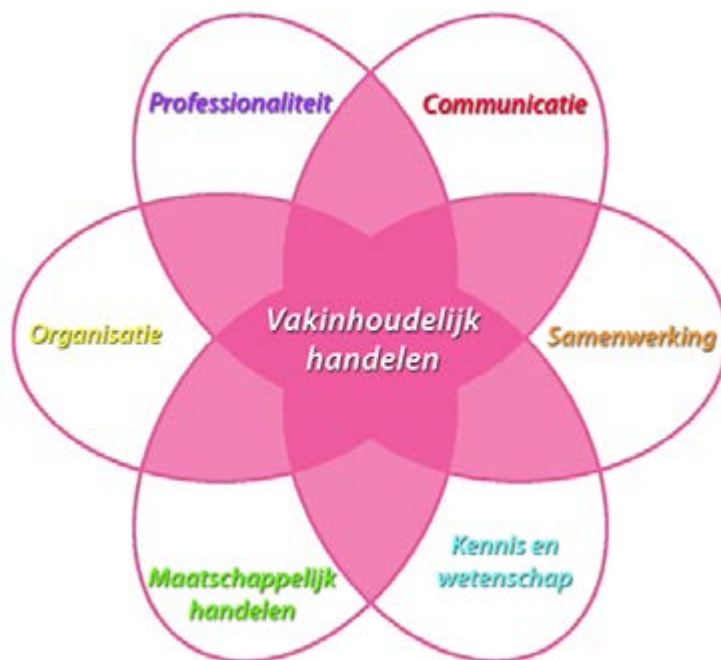 Professionaliteit
Communicatie
Organisatie
Vakinhoudelijk
handelen
Samenwerking
Maatschappelijk
handelen
Kennis en
wetenschap